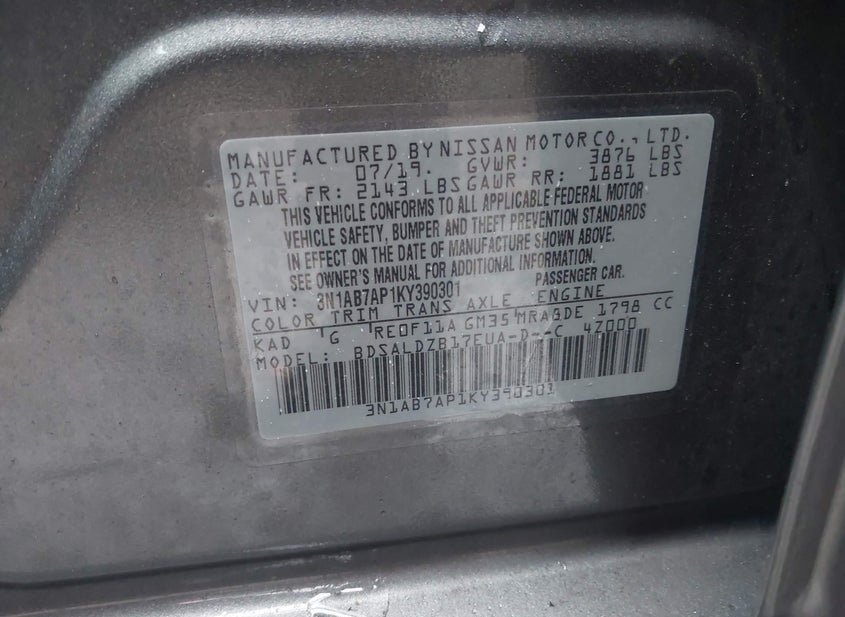 MANUFACTURED BY NISSAN MOTOR CO., LTD.
DATE: 07/19. GVWR: 3876 LBS
GAWR FR: 2143 LBS GAWR RR: 1881 LBS
THIS VEHICLE CONFORMS TO ALL APPLICABLE FEDERAL MOTOR
VEHICLE SAFETY, BUMPER AND THEFT PREVENTION STANDARDS
IN EFFECT ON THE DATE OF MANUFACTURE SHOWN ABOVE.
SEE OWNER'S MANUAL FOR ADDITIONAL INFORMATION.
VIN: 3N1AB7AP1KY390301 PASSENGER CAR.
COLOR TRIM TRANS AXLE ENGINE
KAD G RE0F11A GM35 MRA8DE 1798 CC
MODEL: BDSALDZB17EUA-D--C 4Z000
3N1AB7AP1KY390301